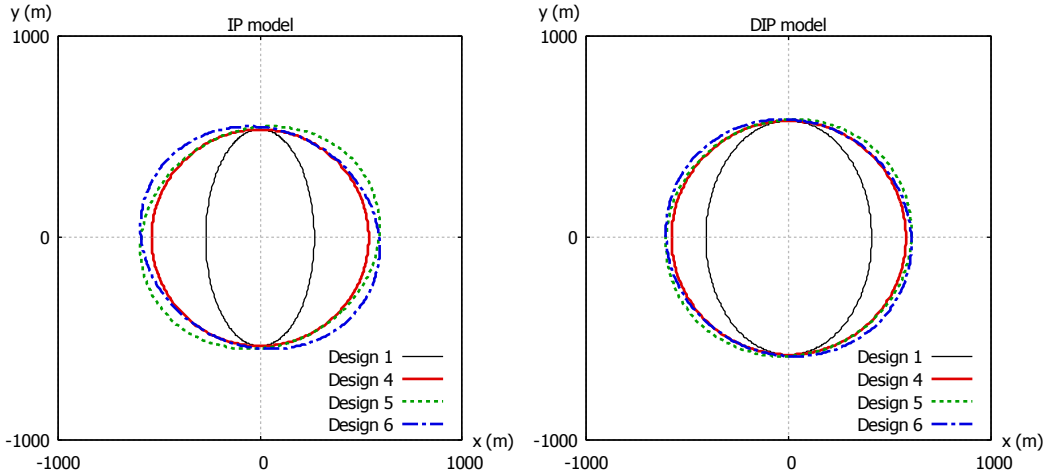 y (m)
IP model
1000
0
-1000
-1000
0
1000
x (m)
Design 1
Design 4
Design 5
Design 6
y (m)
DIP model
1000
0
-1000
-1000
0
1000
x (m)
Design 1
Design 4
Design 5
Design 6